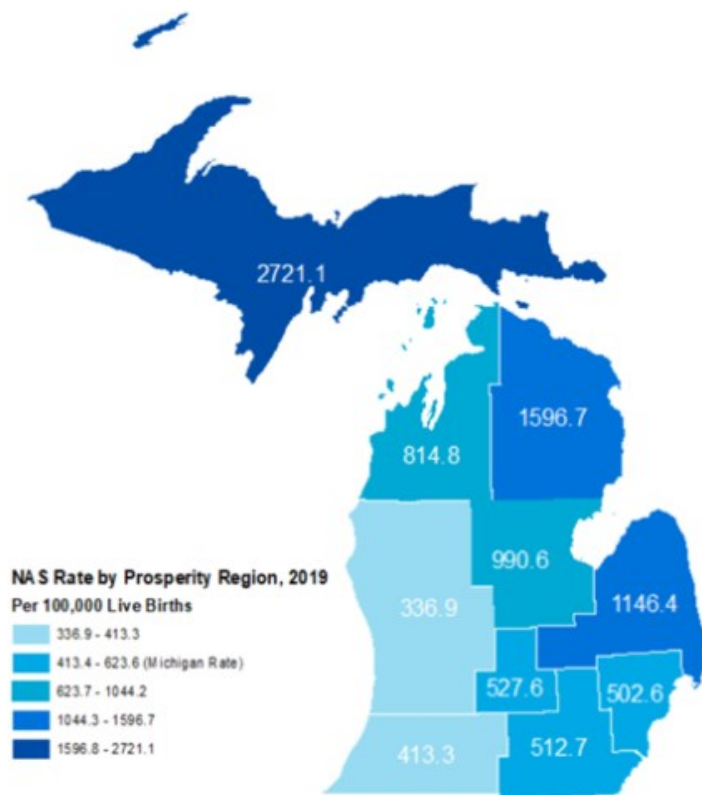 2721.1
1596.7
814.8
990.6
NAS Rate by Prosperity Region, 2019
Per 100,000 Live Births
336.9 - 413.3
413.4 - 623.6 (Michigan Rate)
623.7 - 1044.2
1044.3 - 1596.7
1596.8 - 2721.1
336.9
1146.4
527.6
502.6
413.3
512.7